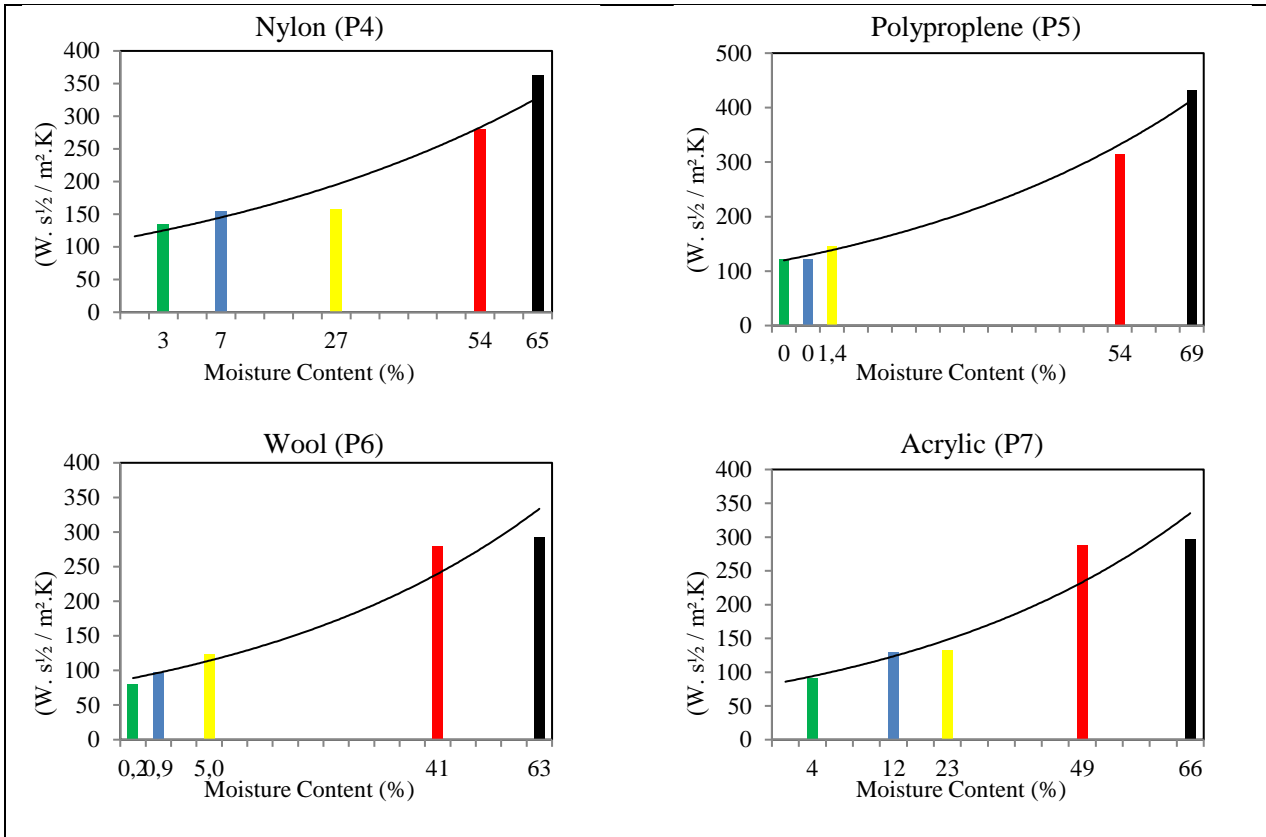 Nylon (P4)
400
350
300
250
200
150
100
50
0
(W. s½ / m².K)
3 7 27 54 65
Moisture Content (%)
Polyproplene (P5)
500
400
300
200
100
0
(W. s½ / m².K)
0 0 1,4 54 69
Moisture Content (%)
Wool (P6)
400
350
300
250
200
150
100
50
0
(W. s½ / m².K)
0,2 0,9 5,0 41 63
Moisture Content (%)
Acrylic (P7)
400
350
300
250
200
150
100
50
0
(W. s½ / m².K)
4 12 23 49 66
Moisture Content (%)